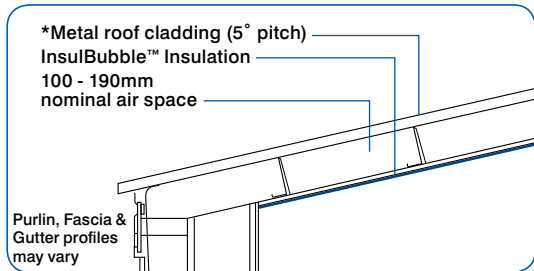 *Metal roof cladding (5˚ pitch)
InsulBubble™ Insulation
100 - 190mm
nominal air space
Purlin, Fascia &
Gutter profiles
may vary